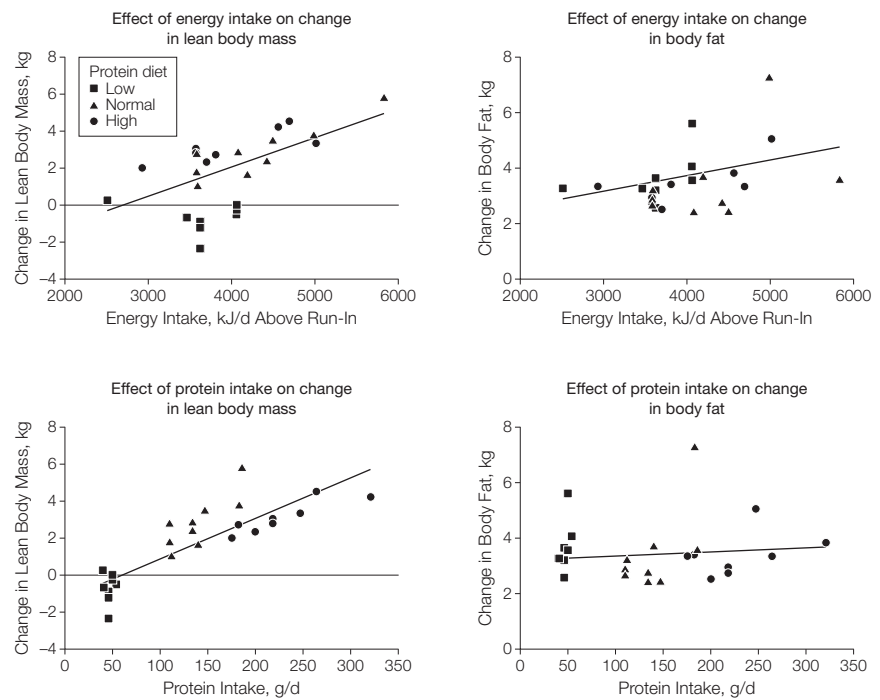 Effect of energy intake on change
in lean body mass
8
6
4
2
0
–2
–4
Change in Lean Body Mass, kg
Protein diet
Low
Normal
High
2000 3000 4000 5000 6000
Energy Intake, kJ/d Above Run-In
Effect of energy intake on change
in body fat
8
6
4
2
0
Change in Body Fat, kg
2000 3000 4000 5000 6000
Energy Intake, kJ/d Above Run-In
Effect of protein intake on change
in lean body mass
8
6
4
2
0
–2
–4
Change in Lean Body Mass, kg
0 50 100 150 200 250 300 350
Protein Intake, g/d
Effect of protein intake on change
in body fat
8
6
4
2
0
Change in Body Fat, kg
0 50 100 150 200 250 300 350
Protein Intake, g/d